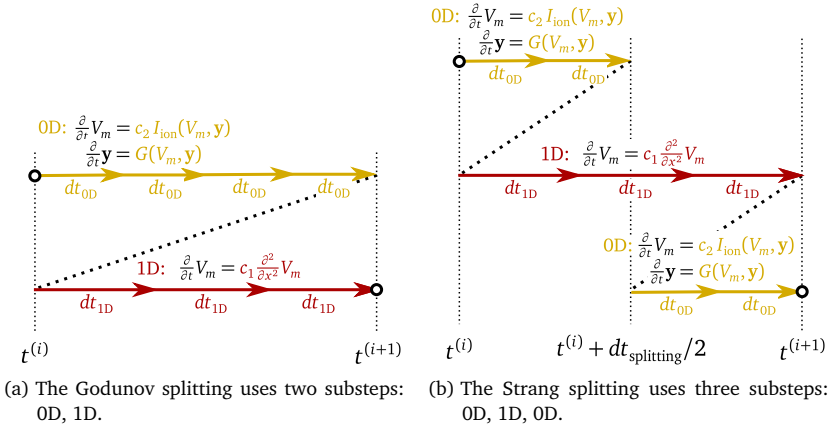 0D: ∂/∂t V_m = c_2 I_ion(V_m, y)
∂/∂t y = G(V_m, y)
dt_0D dt_0D dt_0D dt_0D
1D: ∂/∂t V_m = c_1 ∂²/∂x² V_m
dt_1D dt_1D dt_1D
t^(i) t^(i+1)
(a) The Godunov splitting uses two substeps:
0D, 1D.
0D: ∂/∂t V_m = c_2 I_ion(V_m, y)
∂/∂t y = G(V_m, y)
dt_0D dt_0D
1D: ∂/∂t V_m = c_1 ∂²/∂x² V_m
dt_1D dt_1D dt_1D
0D: ∂/∂t V_m = c_2 I_ion(V_m, y)
∂/∂t y = G(V_m, y)
dt_0D dt_0D
t^(i) t^(i) + dt_splitting/2 t^(i+1)
(b) The Strang splitting uses three substeps:
0D, 1D, 0D.